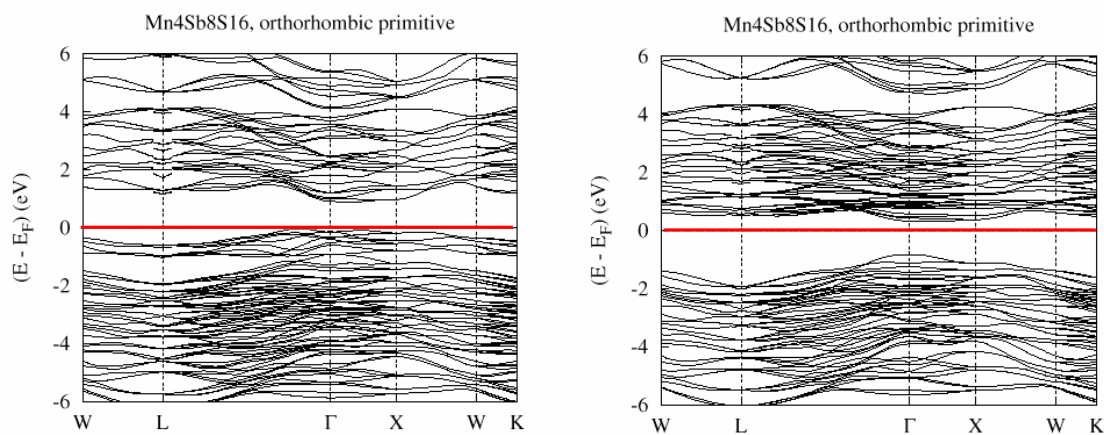 Mn4Sb8S16, orthorhombic primitive
6
4
2
0
-2
-4
-6
(E - E_F) (eV)
W L Γ X W K
Mn4Sb8S16, orthorhombic primitive
6
4
2
0
-2
-4
-6
(E - E_F) (eV)
W L Γ X W K